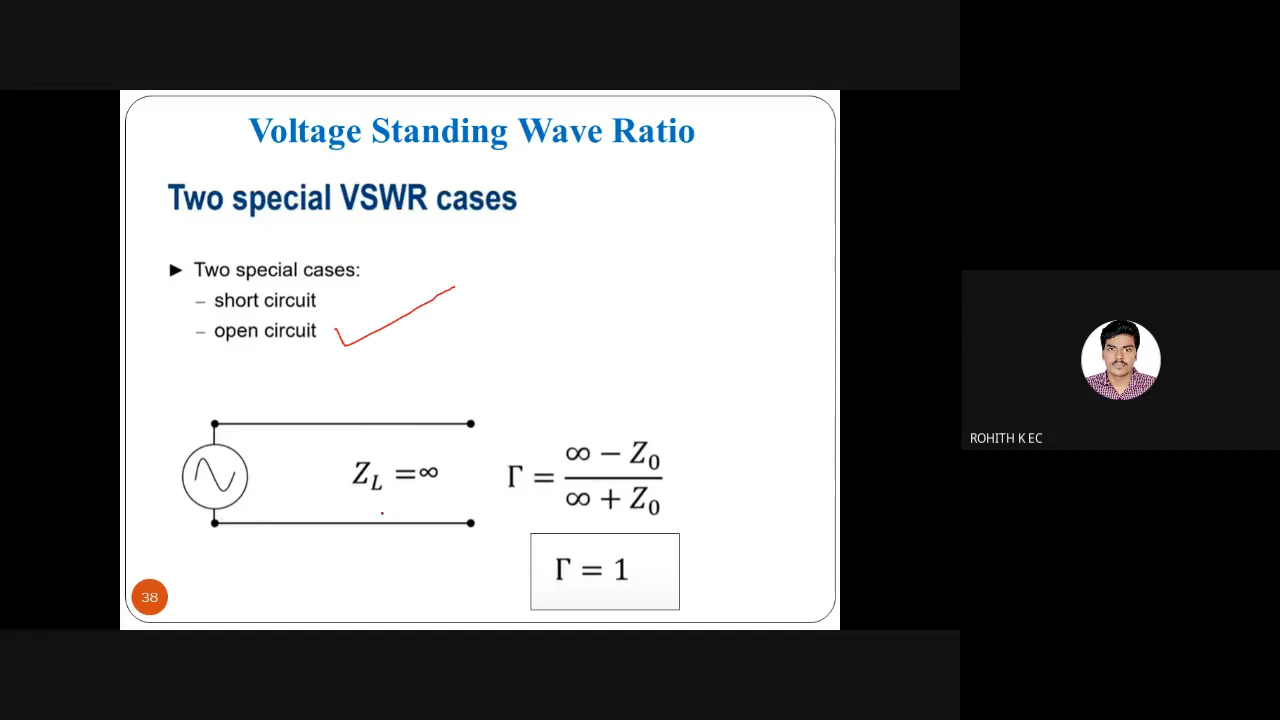 Voltage Standing Wave Ratio
Two special VSWR cases
► Two special cases:
– short circuit
– open circuit
Z_L = ∞
Γ = (∞ − Z_0) / (∞ + Z_0)
Γ = 1
38
ROHITH K EC